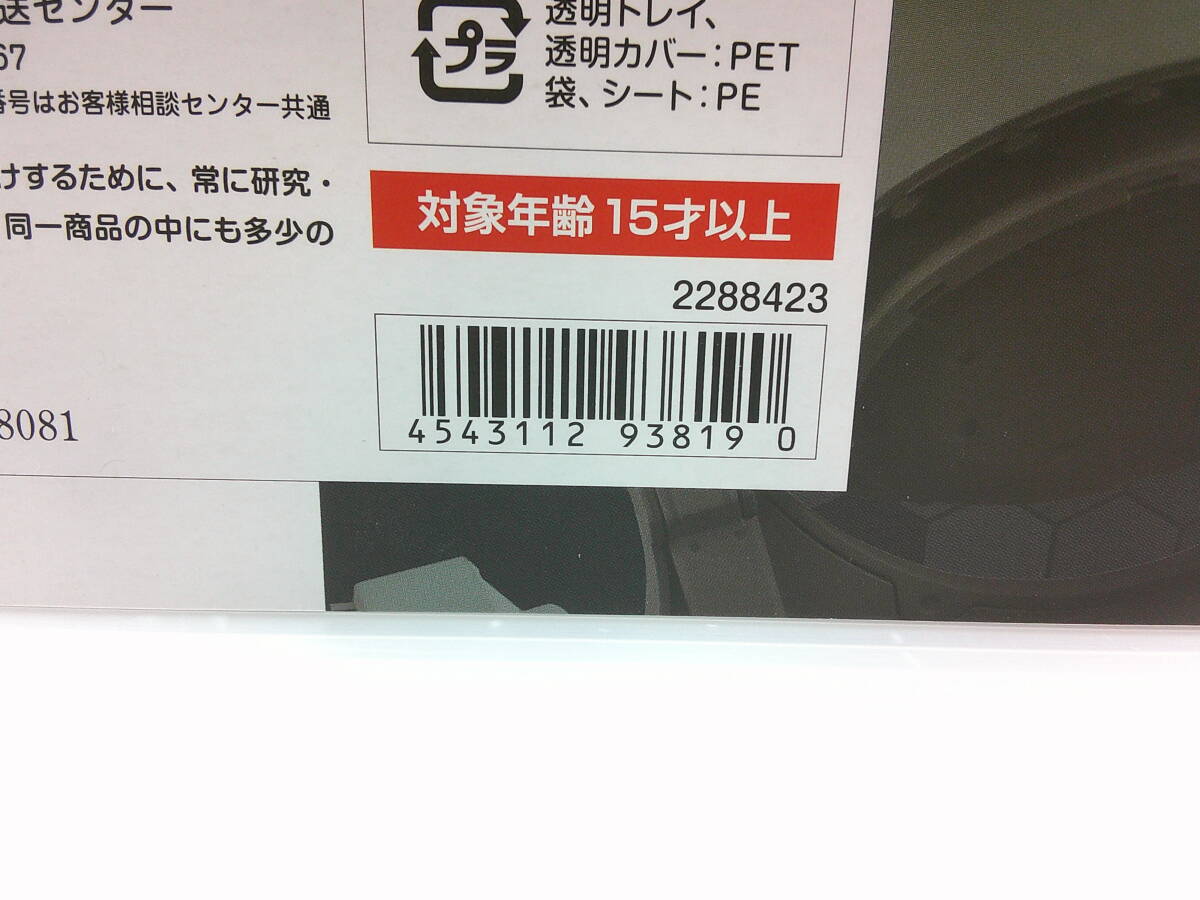 送センター
67
番号はお客様相談センター共通
けするために、常に研究・
同一商品の中にも多少の
8081
プラ
透明トレイ、
透明カバー：PET
袋、シート：PE
対象年齢 15才以上
2288423
4543112 93819 0